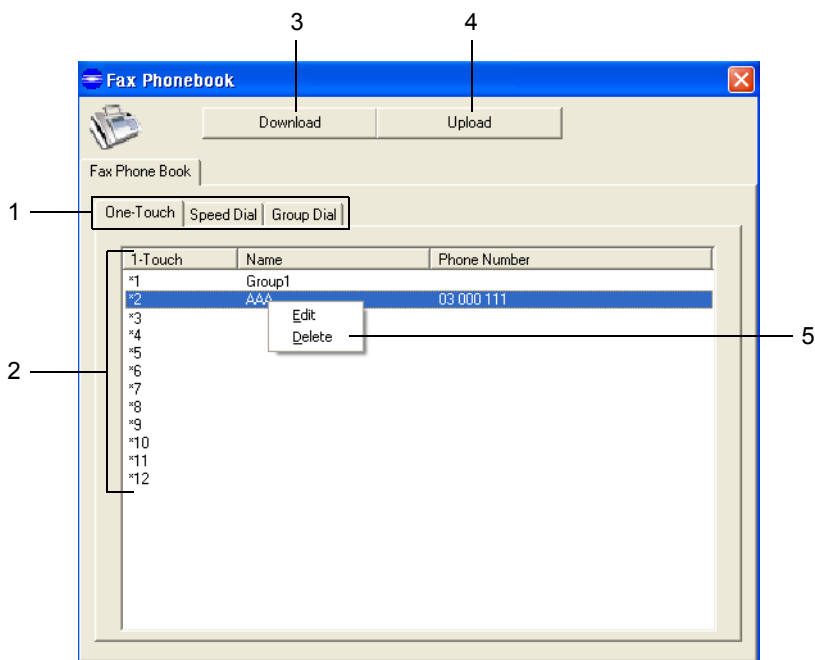 3 4
Fax Phonebook
Download Upload
Fax Phone Book
1 One-Touch Speed Dial Group Dial
1-Touch Name Phone Number
*1 Group1
*2 AAA 03 000 111
*3 Edit
*4 Delete 5
*5
2 *6
*7
*8
*9
*10
*11
*12